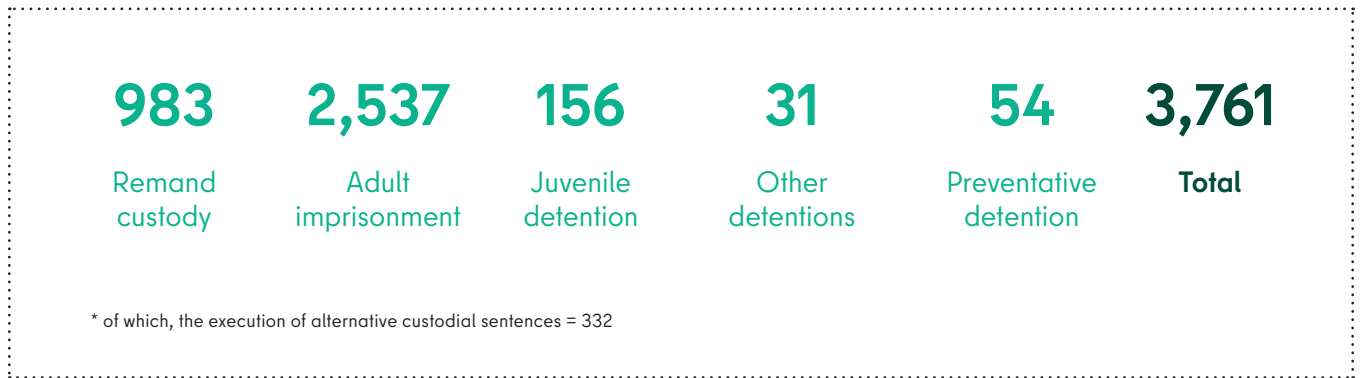 983 2,537 156 31 54 3,761
Remand Adult Juvenile Other Preventative Total
custody imprisonment detention detentions detention
* of which, the execution of alternative custodial sentences = 332